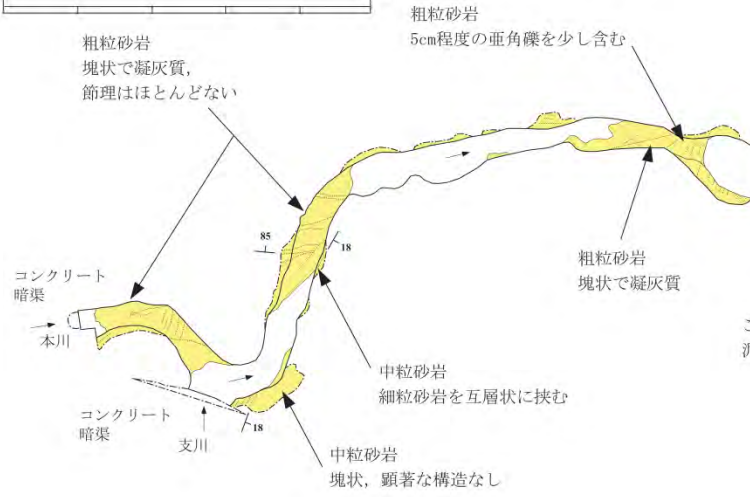 粗粒砂岩
5cm程度の亜角礫を少し含む
粗粒砂岩
塊状で凝灰質,
節理はほとんどない
85
18
粗粒砂岩
塊状で凝灰質
コンクリート
暗渠
本川
中粒砂岩
細粒砂岩を互層状に挟む
コンクリート
暗渠
支川
18
中粒砂岩
塊状, 顕著な構造なし